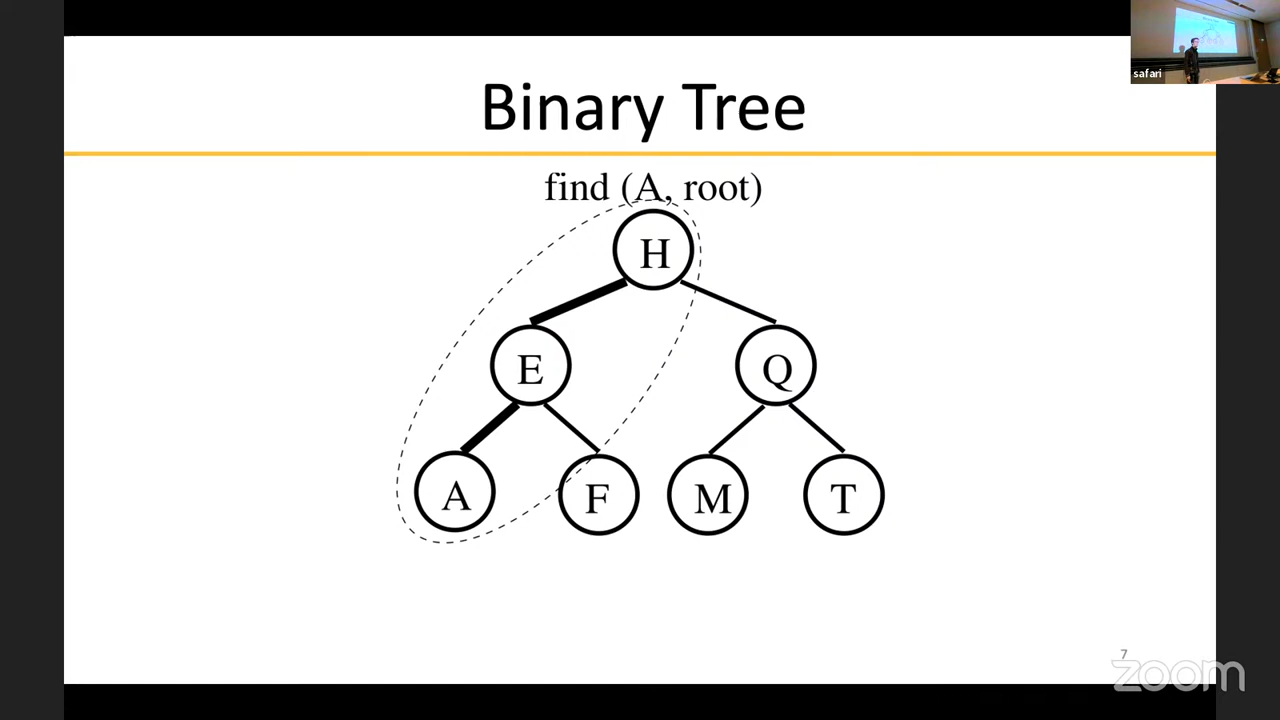 safari
Binary Tree
find (A, root)
H
E
Q
A
F
M
T
7
zoom